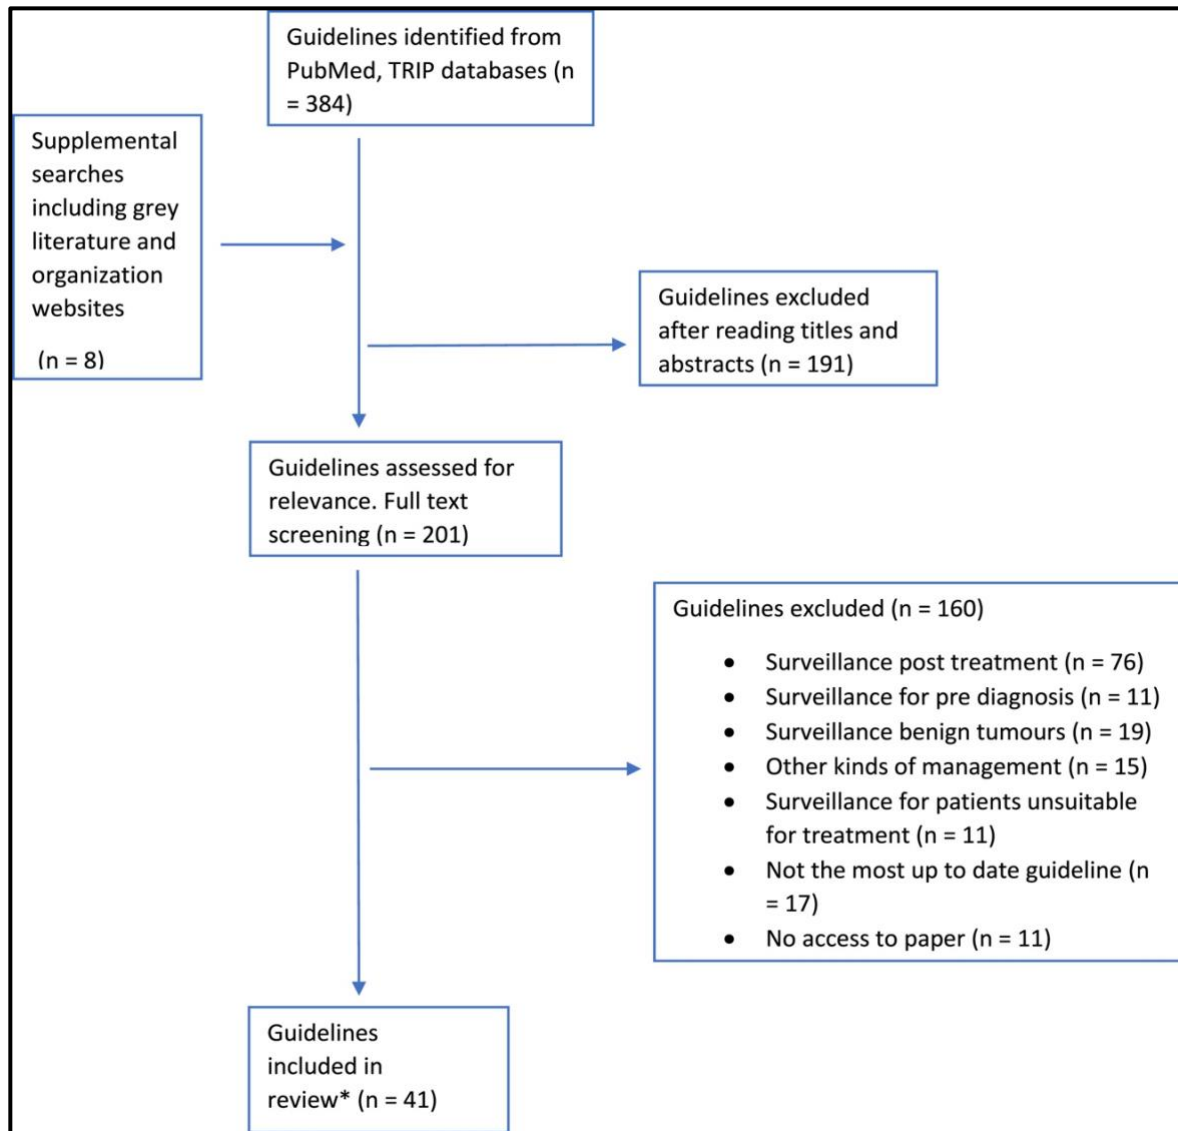 Guidelines identified from
PubMed, TRIP databases (n
= 384)
Supplemental
searches
including grey
literature and
organization
websites
(n = 8)
Guidelines excluded
after reading titles and
abstracts (n = 191)
Guidelines assessed for
relevance. Full text
screening (n = 201)
Guidelines excluded (n = 160)
• Surveillance post treatment (n = 76)
• Surveillance for pre diagnosis (n = 11)
• Surveillance benign tumours (n = 19)
• Other kinds of management (n = 15)
• Surveillance for patients unsuitable
for treatment (n = 11)
• Not the most up to date guideline (n
= 17)
• No access to paper (n = 11)
Guidelines
included in
review* (n = 41)